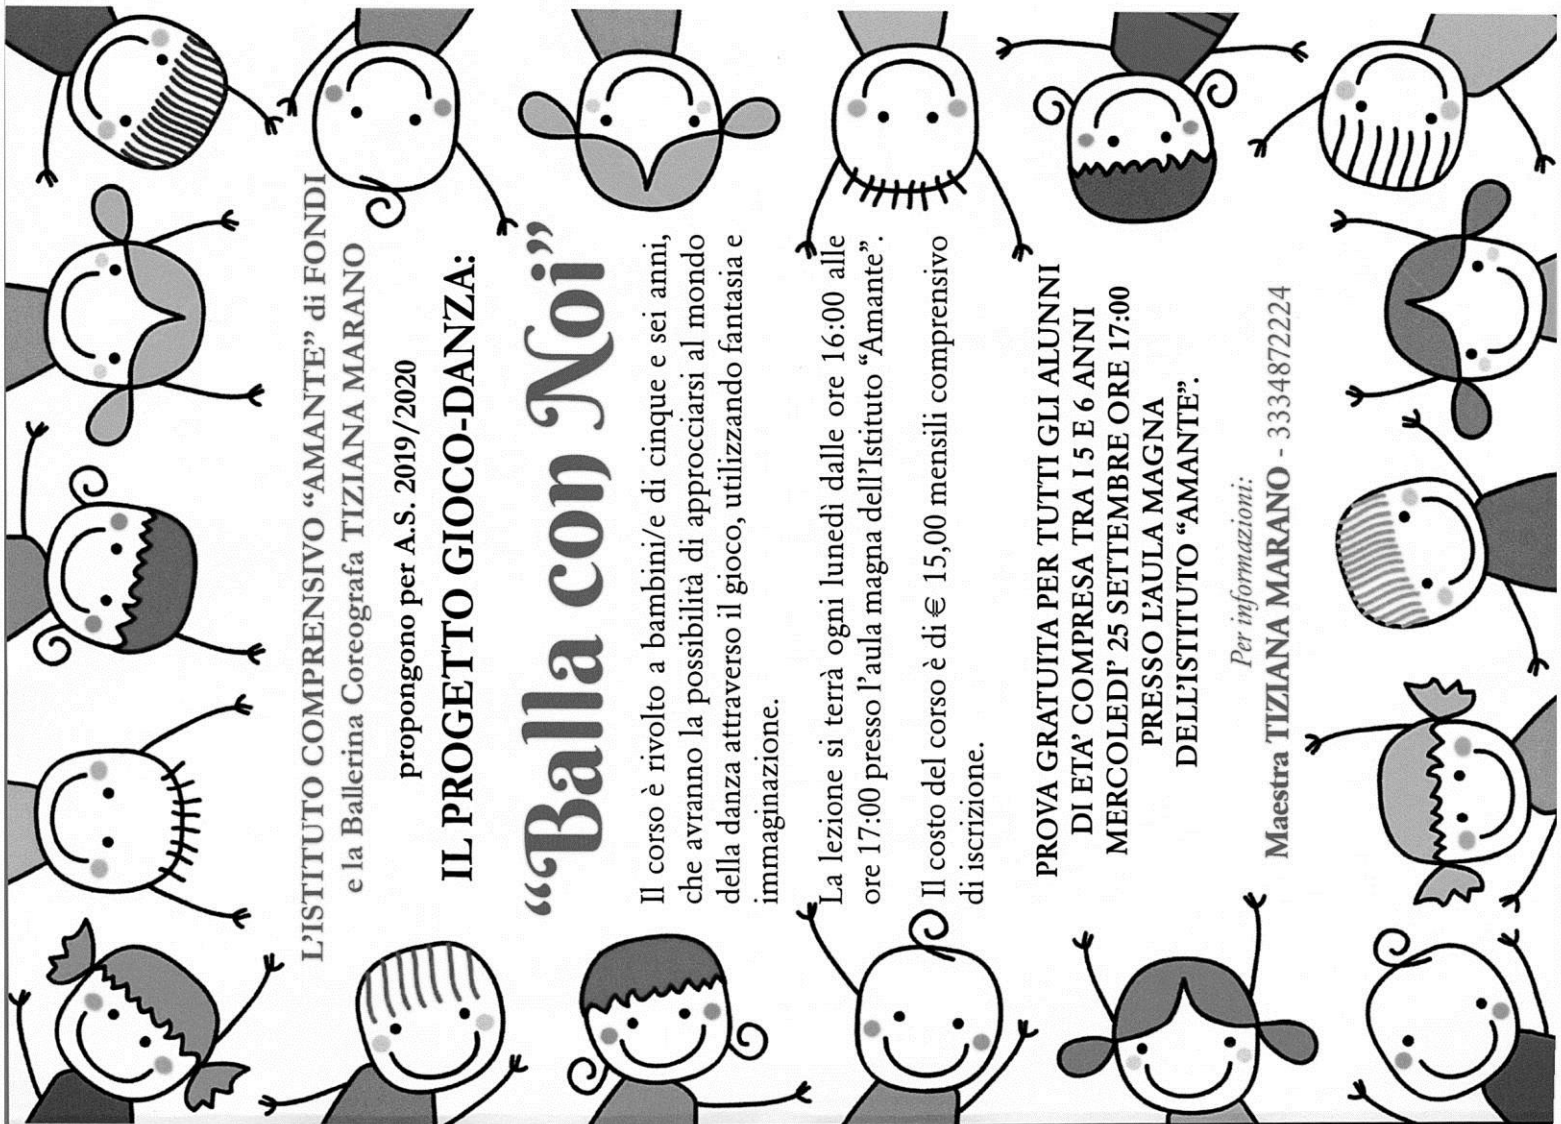 L'ISTITUTO COMPRENSIVO “AMANTE” di FONDI
e la Ballerina Coreografa TIZIANA MARANO
propongono per A.S. 2019/2020
IL PROGETTO GIOCO-DANZA:
“Balla con Noi”
Il corso è rivolto a bambini/e di cinque e sei anni,
che avranno la possibilità di approcciarsi al mondo
della danza attraverso il gioco, utilizzando fantasia e
immaginazione.
La lezione si terrà ogni lunedì dalle ore 16:00 alle
ore 17:00 presso l'aula magna dell'Istituto “Amante”.
Il costo del corso è di € 15,00 mensili comprensivo
di iscrizione.
PROVA GRATUITA PER TUTTI GLI ALUNNI
DI ETA' COMPRESA TRA I 5 E 6 ANNI
MERCOLEDI' 25 SETTEMBRE ORE 17:00
PRESSO L'AULA MAGNA
DELL'ISTITUTO “AMANTE”.
Per informazioni:
Maestra TIZIANA MARANO - 3334872224